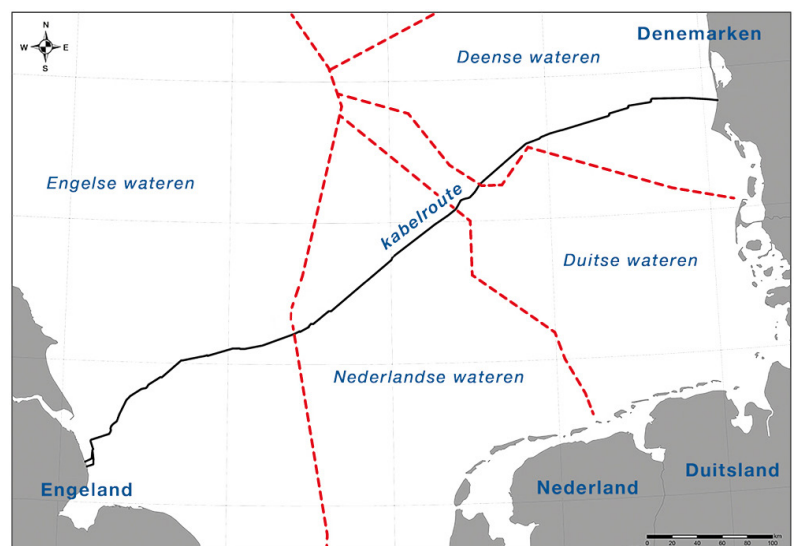 N
W E
S
Denemarken
Deense wateren
Engelse wateren
kabelroute
Duitse wateren
Nederlandse wateren
Duitsland
Engeland
Nederland
km
0 20 40 60 80 100